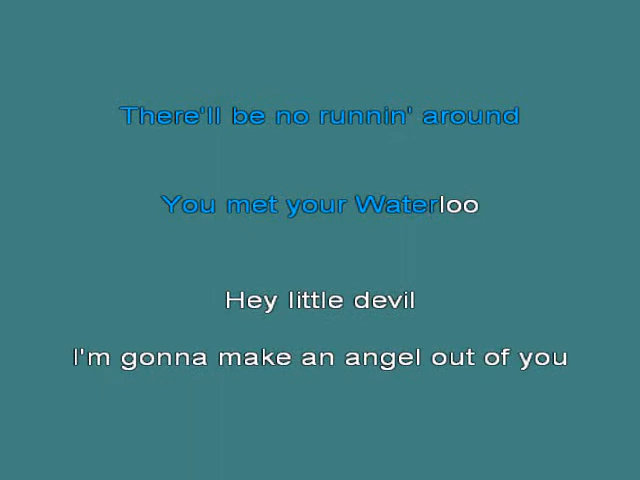 There'll be no runnin' around
You met your Waterloo
Hey little devil
I'm gonna make an angel out of you